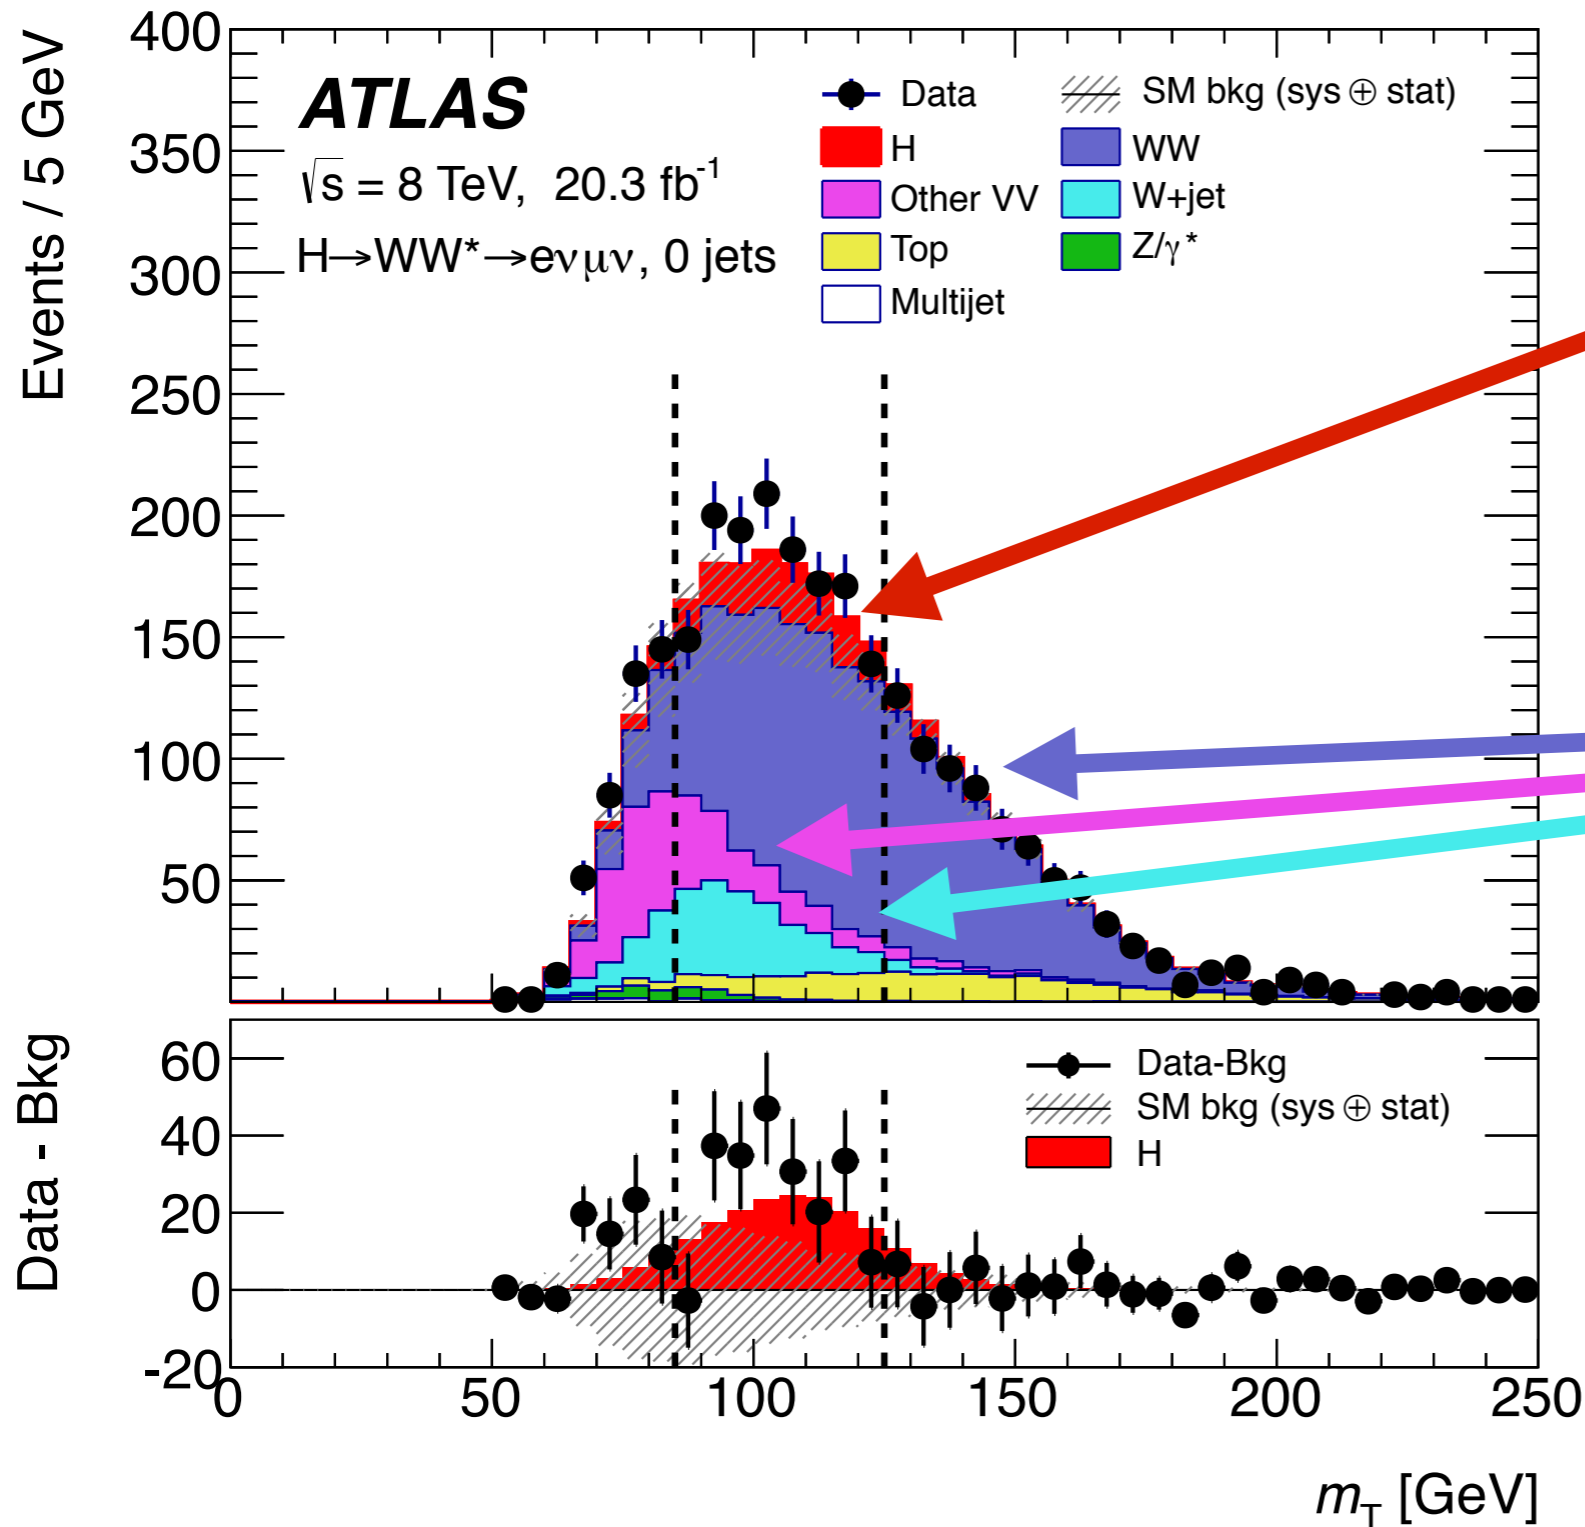 Events / 5 GeV
400
350
300
250
200
150
100
50
ATLAS
√s = 8 TeV, 20.3 fb⁻¹
H→WW*→eνμν, 0 jets
Data
SM bkg (sys ⊕ stat)
H
WW
Other VV
W+jet
Top
Z/γ*
Multijet
Data - Bkg
60
40
20
0
-20
Data-Bkg
SM bkg (sys ⊕ stat)
H
0 50 100 150 200 250
m_T [GeV]